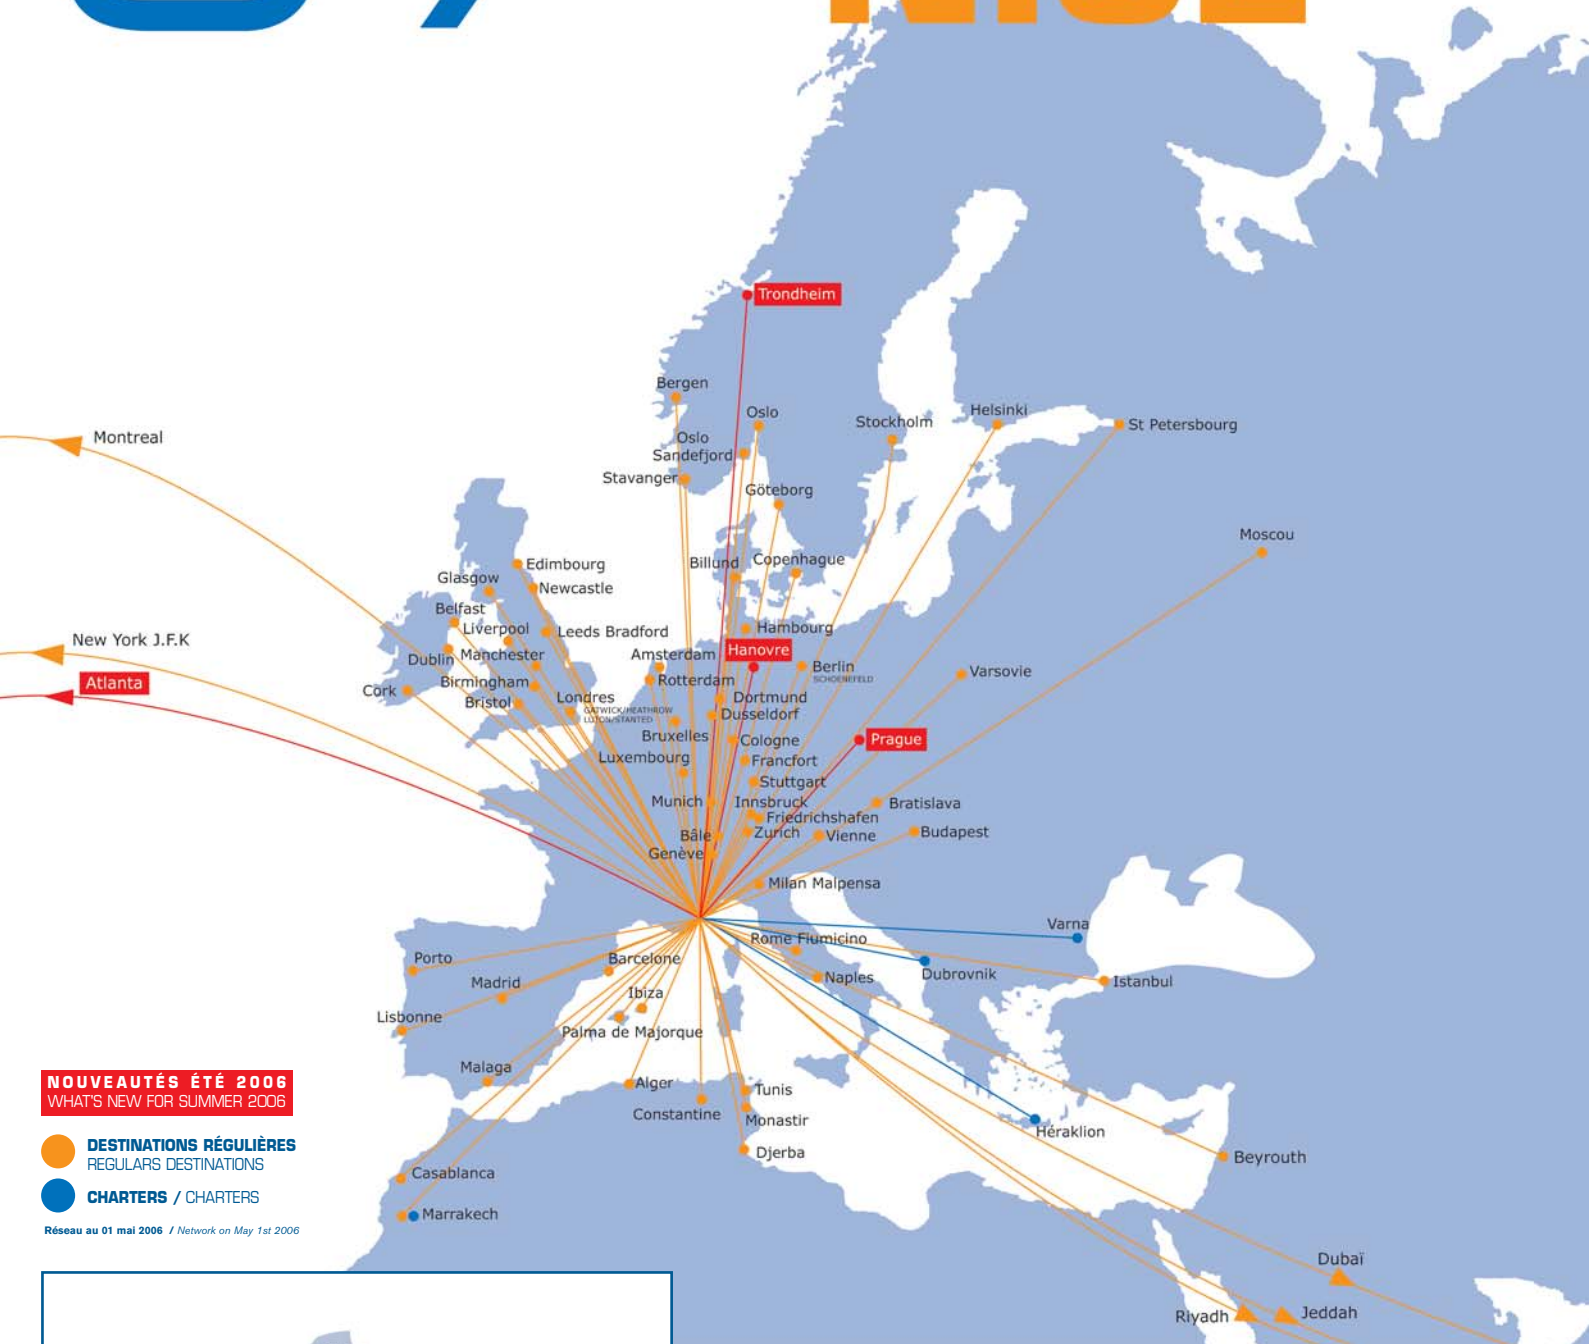 Trondheim
Bergen
Oslo
Stockholm
Helsinki
St Petersbourg
Montreal
Oslo
Sandefjord
Stavanger
Göteborg
Moscou
Edimbourg
Billund
Copenhague
Glasgow
Newcastle
Belfast
Liverpool
Leeds Bradford
Hambourg
New York J.F.K
Dublin
Manchester
Amsterdam
Hanovre
Berlin
SCHOENEFELD
Varsovie
Atlanta
Cork
Birmingham
Rotterdam
Bristol
Londres
GATWICK/HEATHROW
LUTON/STANTED
Dortmund
Dusseldorf
Bruxelles
Cologne
Prague
Luxembourg
Francfort
Stuttgart
Munich
Innsbruck
Bratislava
Friedrichshafen
Bâle
Zurich
Vienne
Budapest
Genève
Milan Malpensa
Varna
Rome Fiumicino
Porto
Barcelone
Madrid
Naples
Dubrovnik
Istanbul
Ibiza
Lisbonne
Palma de Majorque
Malaga
Alger
Tunis
Constantine
Monastir
Héraklion
Djerba
Beyrouth
Casablanca
Marrakech
Dubaï
Riyadh
Jeddah
NOUVEAUTÉS ÉTÉ 2006
WHAT'S NEW FOR SUMMER 2006
DESTINATIONS RÉGULIÈRES
REGULARS DESTINATIONS
CHARTERS / CHARTERS
Réseau au 01 mai 2006 / Network on May 1st 2006